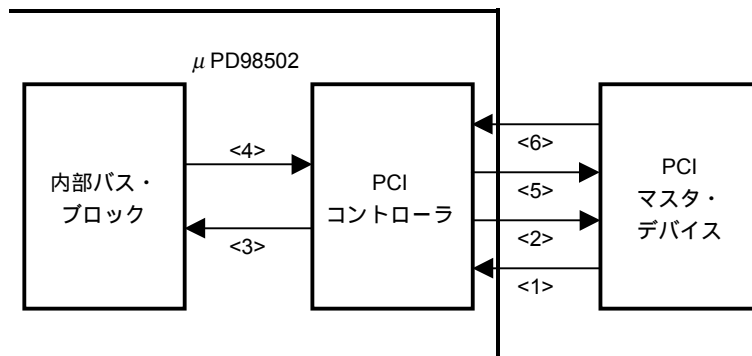 μPD98502
内部バス・
ブロック
<4>
<3>
PCI
コントローラ
<6>
<5>
<2>
<1>
PCI
マスタ・
デバイス